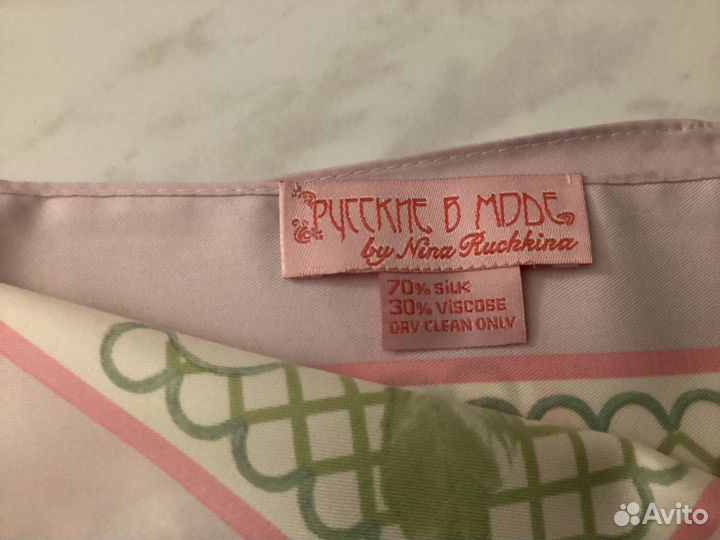 РУССКИЕ В МОДЕ
by Nina Ruchkina
70% SILK
30% VISCOSE
DRY CLEAN ONLY
Avito